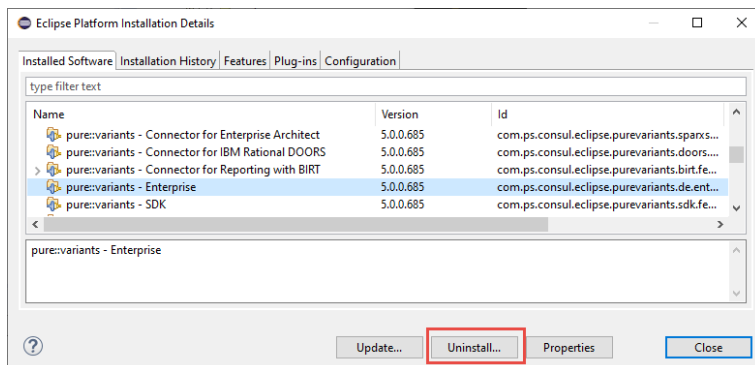 Eclipse Platform Installation Details
Installed Software Installation History Features Plug-ins Configuration
type filter text
Name Version Id
pure::variants - Connector for Enterprise Architect 5.0.0.685 com.ps.consul.eclipse.purevariants.sparxs...
pure::variants - Connector for IBM Rational DOORS 5.0.0.685 com.ps.consul.eclipse.purevariants.doors....
pure::variants - Connector for Reporting with BIRT 5.0.0.685 com.ps.consul.eclipse.purevariants.birt.fe...
pure::variants - Enterprise 5.0.0.685 com.ps.consul.eclipse.purevariants.de.ent...
pure::variants - SDK 5.0.0.685 com.ps.consul.eclipse.purevariants.sdk.fe...
pure::variants - Enterprise
Update... Uninstall... Properties Close